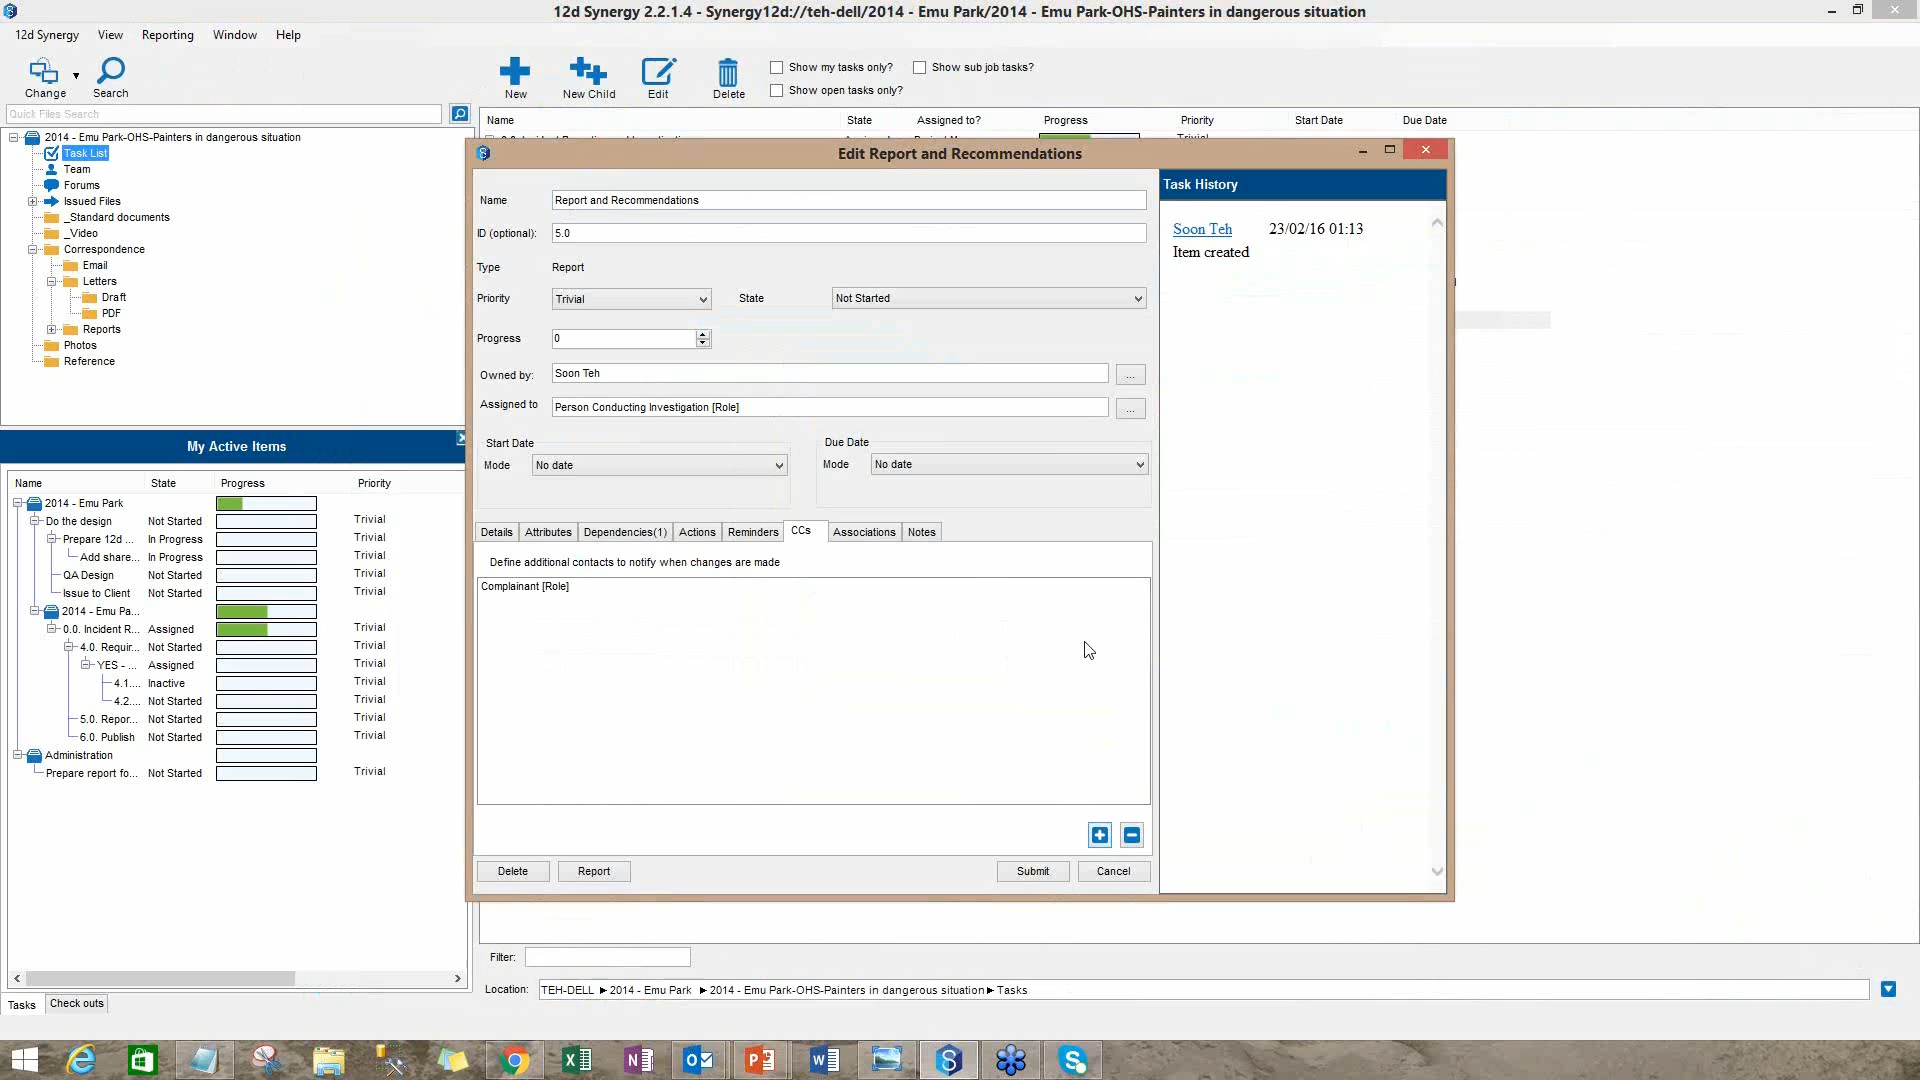 12d Synergy 2.2.1.4 - Synergy12d://teh-dell/2014 - Emu Park/2014 - Emu Park-OHS-Painters in dangerous situation
12d Synergy View Reporting Window Help
Change Search
New New Child Edit Delete
Show my tasks only? Show sub job tasks?
Show open tasks only?
Quick Files Search
Name State Assigned to? Progress Priority Start Date Due Date
2014 - Emu Park-OHS-Painters in dangerous situation
Task List
Team
Forums
Issued Files
_Standard documents
_Video
Correspondence
Email
Letters
Draft
PDF
Reports
Photos
Reference
My Active Items
Name State Progress Priority
2014 - Emu Park
Do the design Not Started Trivial
Prepare 12d ... In Progress Trivial
Add share... In Progress Trivial
QA Design Not Started Trivial
Issue to Client Not Started Trivial
2014 - Emu Pa...
0.0. Incident R... Assigned Trivial
4.0. Requir... Not Started Trivial
YES - ... Assigned Trivial
4.1.... Inactive Trivial
4.2.... Not Started Trivial
5.0. Repor... Not Started Trivial
6.0. Publish Not Started Trivial
Administration
Prepare report fo... Not Started Trivial
Tasks Check outs
Edit Report and Recommendations
Name Report and Recommendations
ID (optional): 5.0
Type Report
Priority Trivial State Not Started
Progress 0
Owned by: Soon Teh ...
Assigned to Person Conducting Investigation [Role] ...
Start Date Due Date
Mode No date Mode No date
Details Attributes Dependencies(1) Actions Reminders CCs Associations Notes
Define additional contacts to notify when changes are made
Complainant [Role]
Delete Report Submit Cancel
Task History
Soon Teh 23/02/16 01:13
Item created
Filter:
Location: TEH-DELL ▶ 2014 - Emu Park ▶ 2014 - Emu Park-OHS-Painters in dangerous situation ▶ Tasks